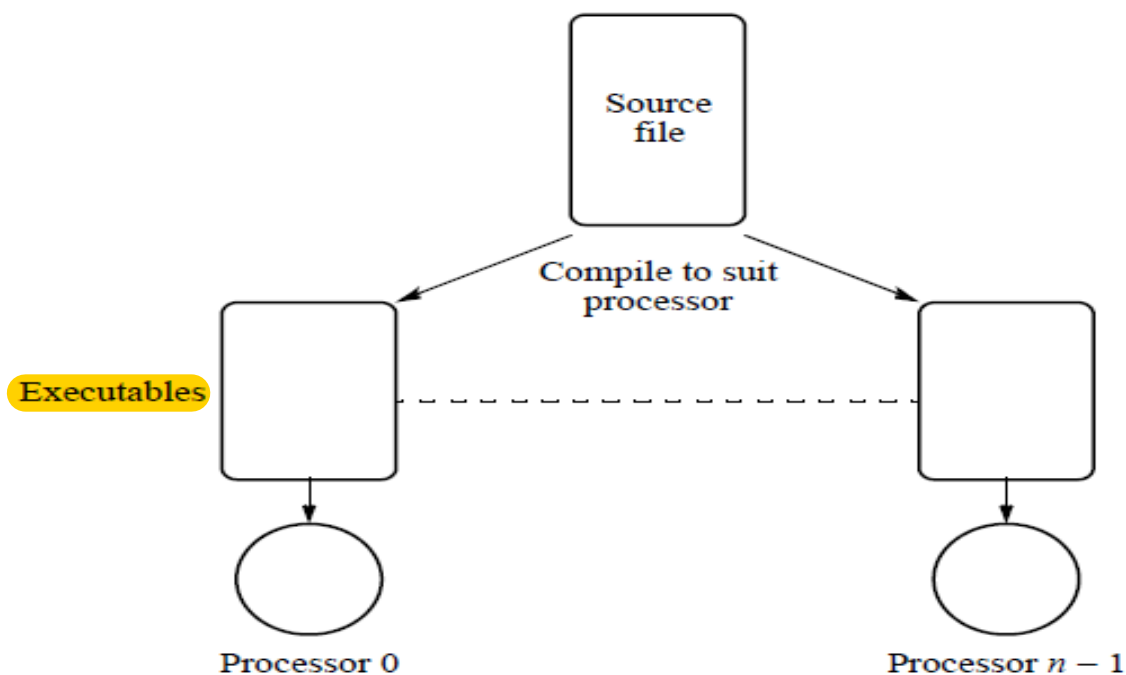 Source
file
Compile to suit
processor
Executables
Processor 0
Processor n − 1